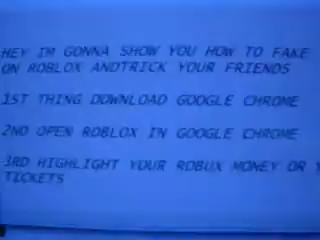 HEY IM GONNA SHOW YOU HOW TO FAKE
ON ROBLOX ANDTRICK YOUR FRIENDS
1ST THING DOWNLOAD GOOGLE CHROME
2ND OPEN ROBLOX IN GOOGLE CHROME
3RD HIGHLIGHT YOUR ROBUX MONEY OR
TICKETS